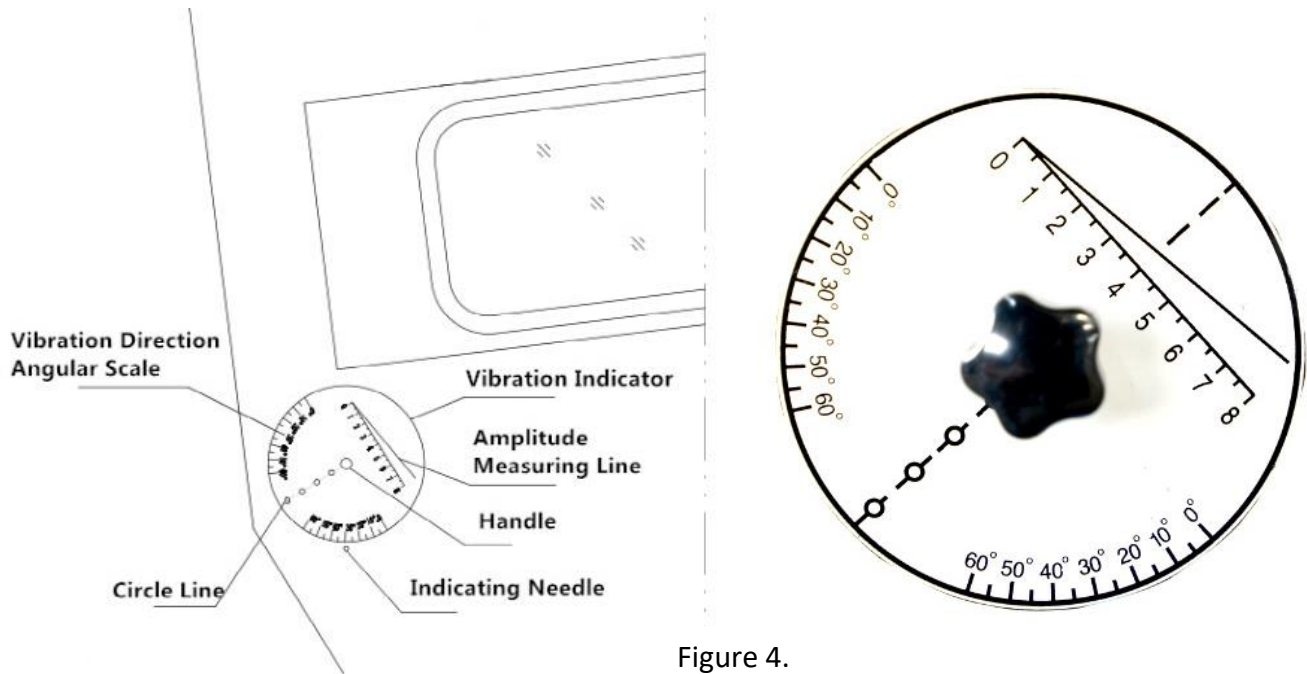 Vibration Direction
Angular Scale
Vibration Indicator
Amplitude
Measuring Line
Handle
Circle Line
Indicating Needle
0°
10°
20°
30°
40°
50°
60°
0
1
2
3
4
5
6
7
8
60° 50° 40° 30° 20° 10° 0°
Figure 4.